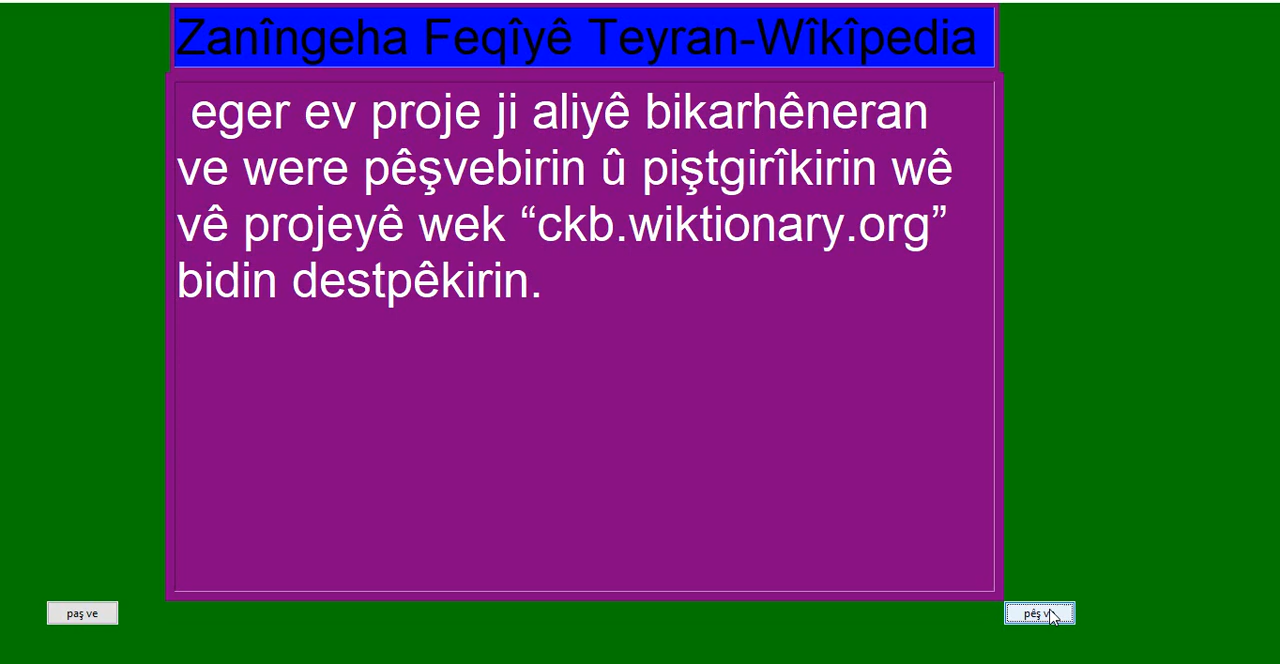 Zanîngeha Feqîyê Teyran-Wîkîpedia
eger ev proje ji aliyê bikarhêneran
ve were pêşvebirin û piştgirîkirin wê
vê projeyê wek “ckb.wiktionary.org”
bidin destpêkirin.
paş ve
pêş